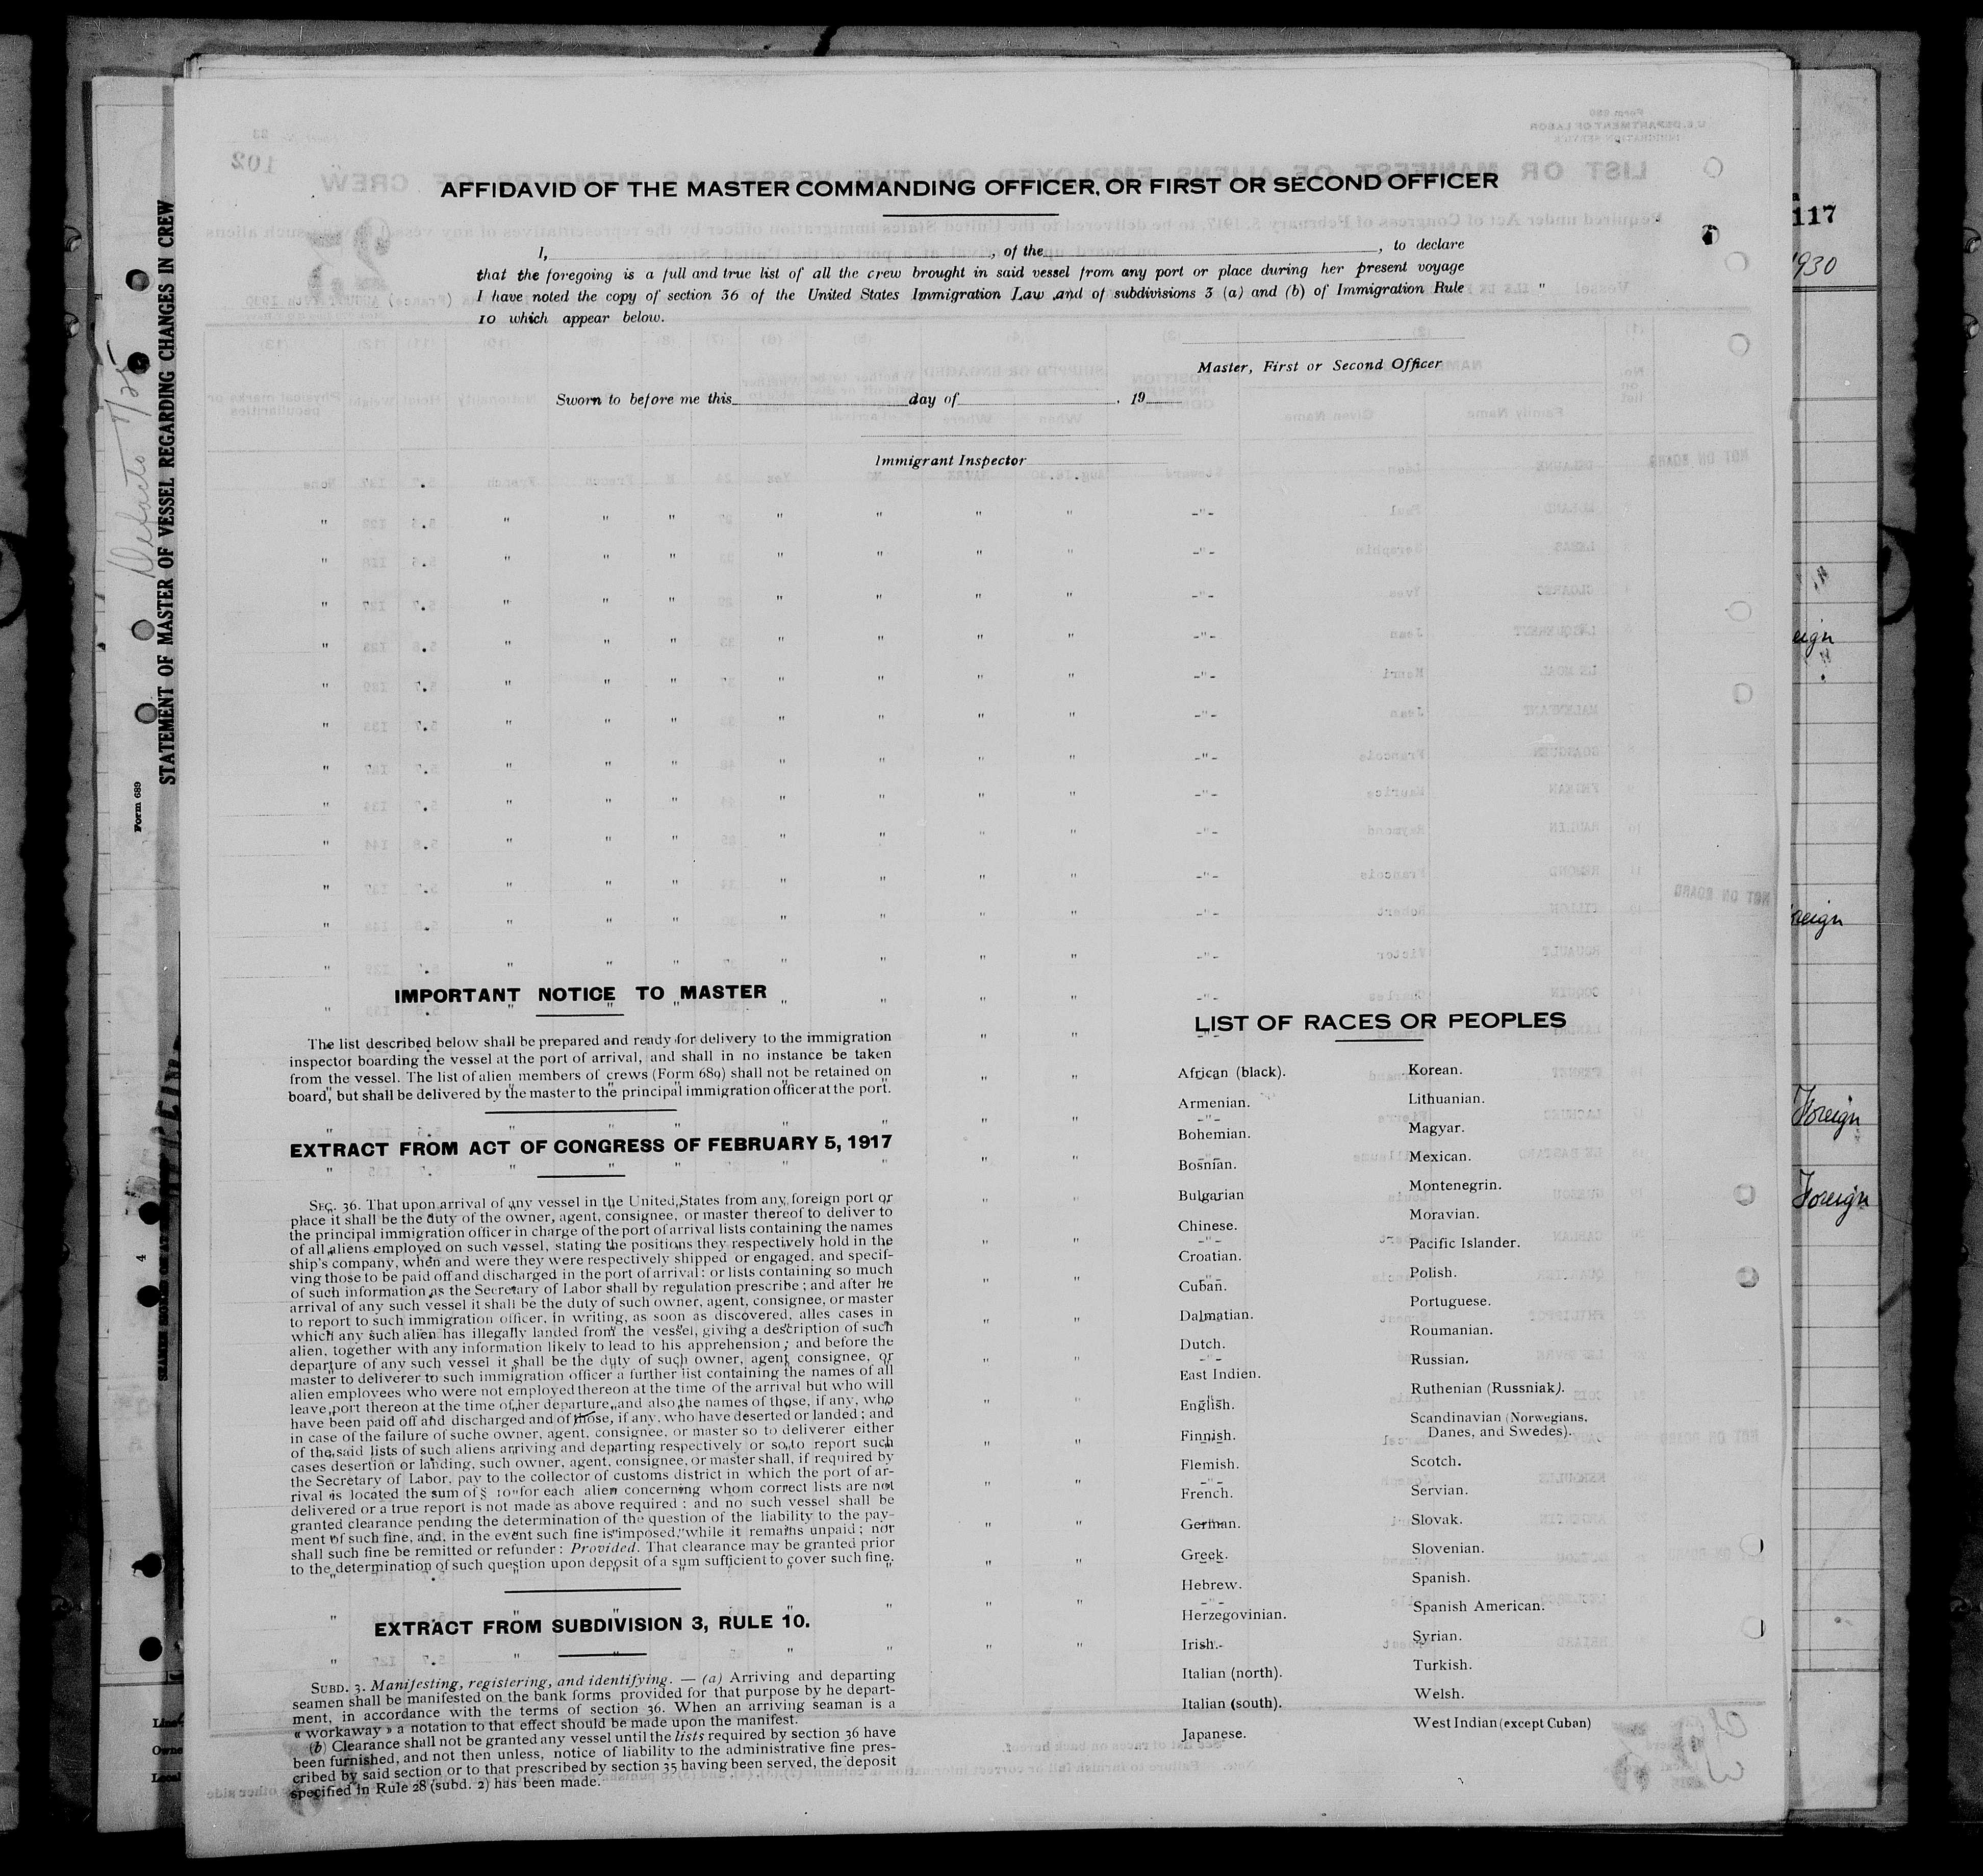 AFFIDAVID OF THE MASTER COMMANDING OFFICER, OR FIRST OR SECOND OFFICER
I, , of the , to declare
that the foregoing is a full and true list of all the crew brought in said vessel from any port or place during her present voyage
I have noted the copy of section 36 of the United States Immigration Law and of subdivisions 3 (a) and (b) of Immigration Rule
10 which appear below.
Master, First or Second Officer
Sworn to before me this day of . 19
Immigrant Inspector
IMPORTANT NOTICE TO MASTER
The list described below shall be prepared and ready for delivery to the immigration
inspector boarding the vessel at the port of arrival, and shall in no instance be taken
from the vessel. The list of alien members of crews (Form 689) shall not be retained on
board, but shall be delivered by the master to the principal immigration officer at the port.
EXTRACT FROM ACT OF CONGRESS OF FEBRUARY 5, 1917
SEC. 36. That upon arrival of any vessel in the United States from any foreign port or
place it shall be the duty of the owner, agent, consignee, or master thereof to deliver to
the principal immigration officer in charge of the port of arrival lists containing the names
of all aliens employed on such vessel, stating the positions they respectively hold in the
ship's company, when and were they were respectively shipped or engaged, and specif-
ving those to be paid off and discharged in the port of arrival : or lists containing so much
of such information as the Secretary of Labor shall by regulation prescribe ; and after he
arrival of any such vessel it shall be the duty of such owner, agent, consignee, or master
to report to such immigration officer, in writing, as soon as discovered, alles cases in
which any such alien has illegally landed from the vessel, giving a description of such
alien, together with any information likely to lead to his apprehension ; and before the
departure of any such vessel it shall be the duty of such owner, agent, consignee, or
master to deliverer to such immigration officer a further list containing the names of all
alien employees who were not employed thereon at the time of the arrival but who will
leave port thereon at the time of her departure, and also the names of those, if any, who
have been paid off and discharged and of those, if any, who have deserted or landed ; and
in case of the failure of suche owner, agent, consignee, or master so to deliverer either
of the said lists of such aliens arriving and departing respectively or so to report such
cases desertion or landing, such owner, agent, consignee, or master shall, if required by
the Secretary of Labor, pay to the collector of customs district in which the port of ar-
rival is located the sum of § 10 for each alien concerning whom correct lists are not
delivered or a true report is not made as above required : and no such vessel shall be
granted clearance pending the determination of the question of the liability to the pay-
ment of such fine, and, in the event such fine is imposed, while it remains unpaid ; nor
shall such fine be remitted or refunder : Provided. That clearance may be granted prior
to the determination of such question upon deposit of a sum sufficient to cover such fine.
EXTRACT FROM SUBDIVISION 3, RULE 10.
SUBD. 3. Manifesting, registering, and identifying. — (a) Arriving and departing
seamen shall be manifested on the bank forms provided for that purpose by he depart-
ment, in accordance with the terms of section 36. When an arriving seaman is a
« workaway » a notation to that effect should be made upon the manifest.
(b) Clearance shall not be granted any vessel until the lists required by section 36 have
been furnished, and not then unless, notice of liability to the administrative fine pres-
cribed by said section or to that prescribed by section 35 having been served, the deposit
specified in Rule 28 (subd. 2) has been made.
LIST OF RACES OR PEOPLES
African (black).
Armenian.
Bohemian.
Bosnian.
Bulgarian
Chinese.
Croatian.
Cuban.
Dalmatian.
Dutch.
East Indien.
English.
Finnish.
Flemish.
French.
German.
Greek.
Hebrew.
Herzegovinian.
Irish.
Italian (north).
Italian (south).
Japanese.
Korean.
Lithuanian.
Magyar.
Mexican.
Montenegrin.
Moravian.
Pacific Islander.
Polish.
Portuguese.
Roumanian.
Russian.
Ruthenian (Russniak).
Scandinavian (Norwegians.
Danes, and Swedes).
Scotch.
Servian.
Slovak.
Slovenian.
Spanish.
Spanish American.
Syrian.
Turkish.
Welsh.
West Indian (except Cuban)
STATEMENT OF MASTER OF VESSEL REGARDING CHANGES IN CREW
Form 689
4
117
1930
eign
reign
Foreign
Foreign